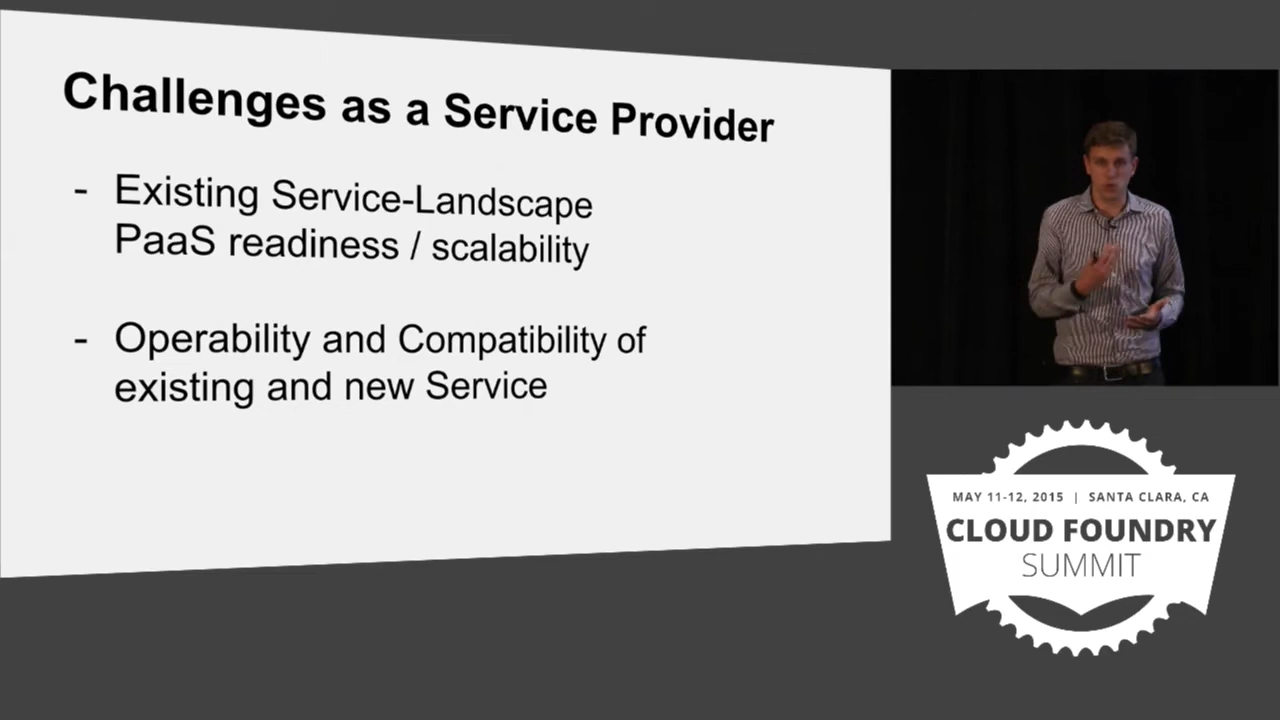 Challenges as a Service Provider
- Existing Service-Landscape
PaaS readiness / scalability
- Operability and Compatibility of
existing and new Service
MAY 11-12, 2015 | SANTA CLARA, CA
CLOUD FOUNDRY
SUMMIT